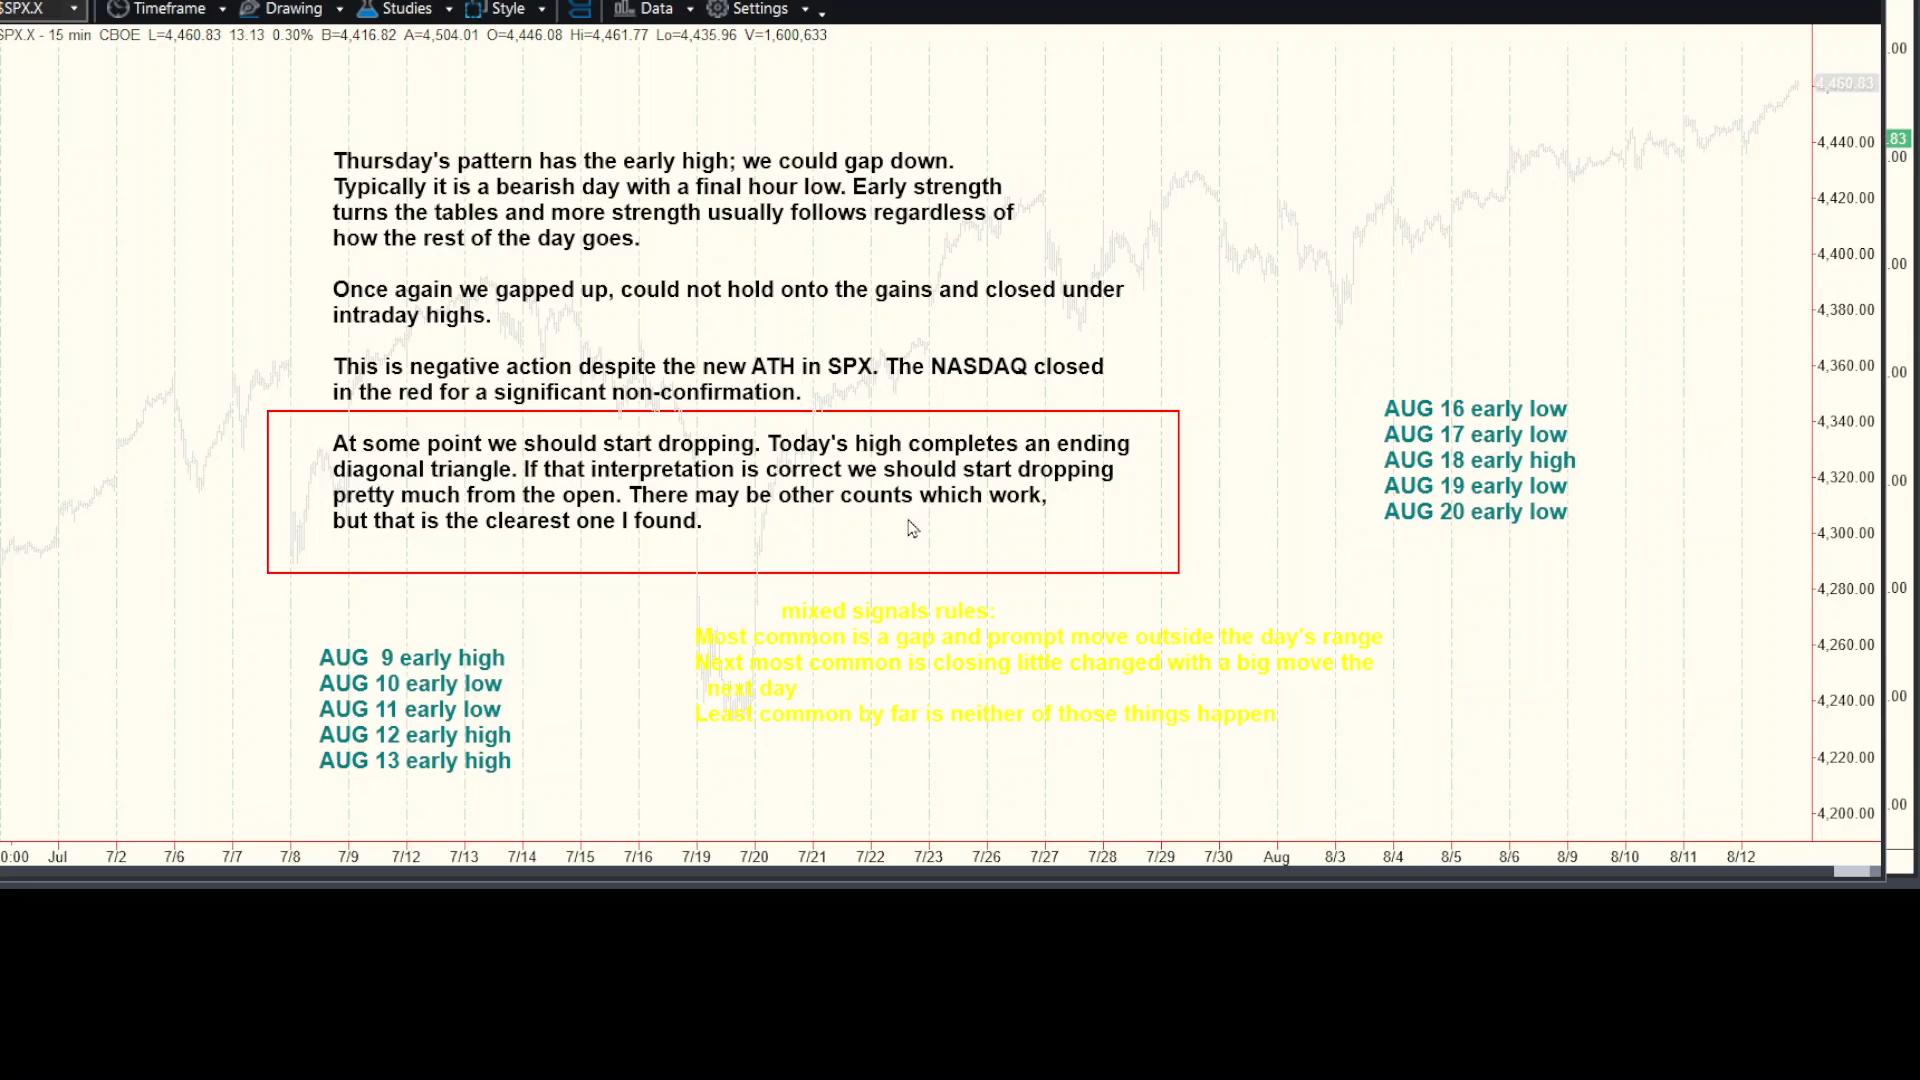 $SPX.X Timeframe Drawing Studies Style Data Settings
SPX.X - 15 min CBOE L=4,460.83 13.13 0.30% B=4,416.82 A=4,504.01 O=4,446.08 Hi=4,461.77 Lo=4,435.96 V=1,600,633
Thursday's pattern has the early high; we could gap down.
Typically it is a bearish day with a final hour low. Early strength
turns the tables and more strength usually follows regardless of
how the rest of the day goes.
Once again we gapped up, could not hold onto the gains and closed under
intraday highs.
This is negative action despite the new ATH in SPX. The NASDAQ closed
in the red for a significant non-confirmation.
At some point we should start dropping. Today's high completes an ending
diagonal triangle. If that interpretation is correct we should start dropping
pretty much from the open. There may be other counts which work,
but that is the clearest one I found.
AUG 16 early low
AUG 17 early low
AUG 18 early high
AUG 19 early low
AUG 20 early low
mixed signals rules:
Most common is a gap and prompt move outside the day's range
Next most common is closing little changed with a big move the
next day
Least common by far is neither of those things happen
AUG 9 early high
AUG 10 early low
AUG 11 early low
AUG 12 early high
AUG 13 early high
4,460.83
4,440.00
4,420.00
4,400.00
4,380.00
4,360.00
4,340.00
4,320.00
4,300.00
4,280.00
4,260.00
4,240.00
4,220.00
4,200.00
.00
.83
.00
.00
.00
.00
.00
.00
.00
0:00 Jul 7/2 7/6 7/7 7/8 7/9 7/12 7/13 7/14 7/15 7/16 7/19 7/20 7/21 7/22 7/23 7/26 7/27 7/28 7/29 7/30 Aug 8/3 8/4 8/5 8/6 8/9 8/10 8/11 8/12